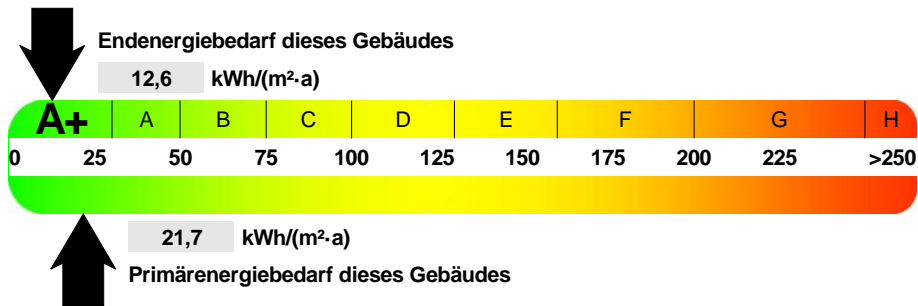 Endenergiebedarf dieses Gebäudes
12,6 kWh/(m²·a)
A+ A B C D E F G H
0 25 50 75 100 125 150 175 200 225 >250
21,7 kWh/(m²·a)
Primärenergiebedarf dieses Gebäudes